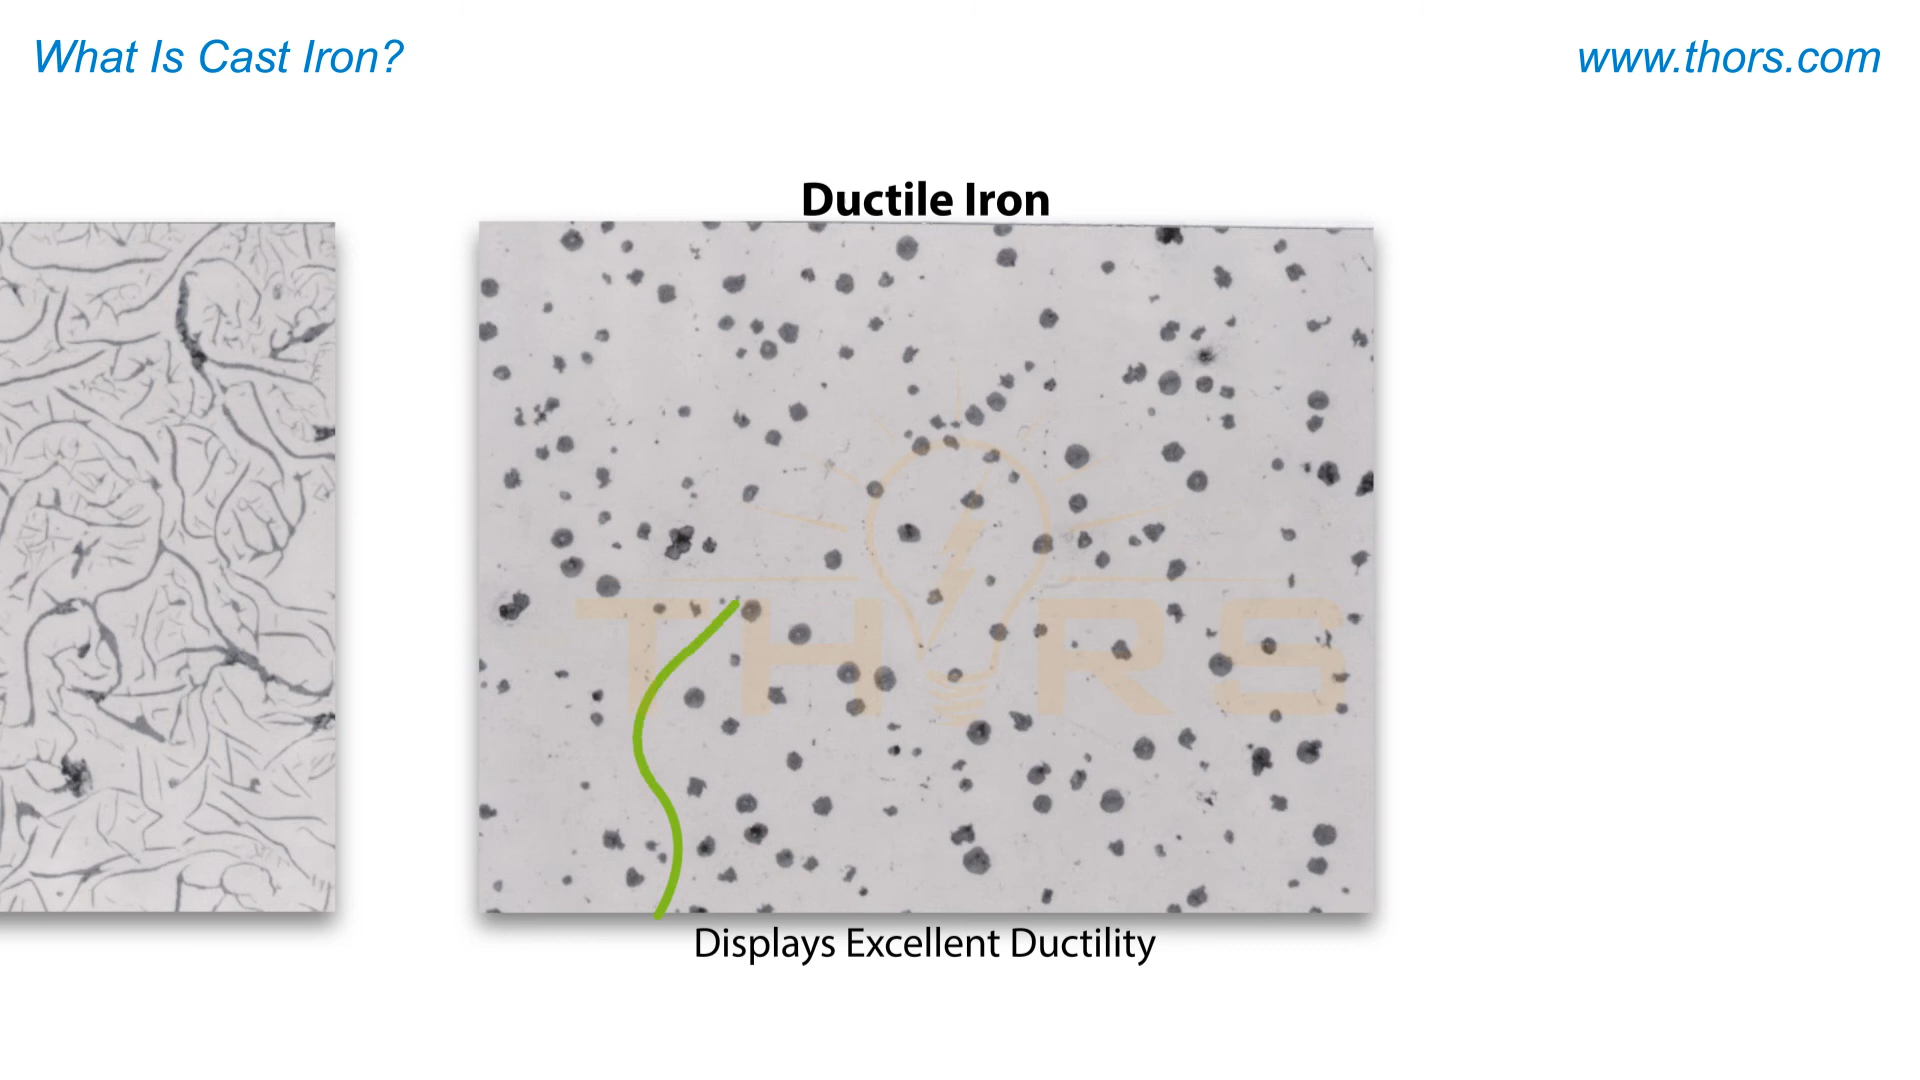 What Is Cast Iron?
www.thors.com
Ductile Iron
THORS
Displays Excellent Ductility